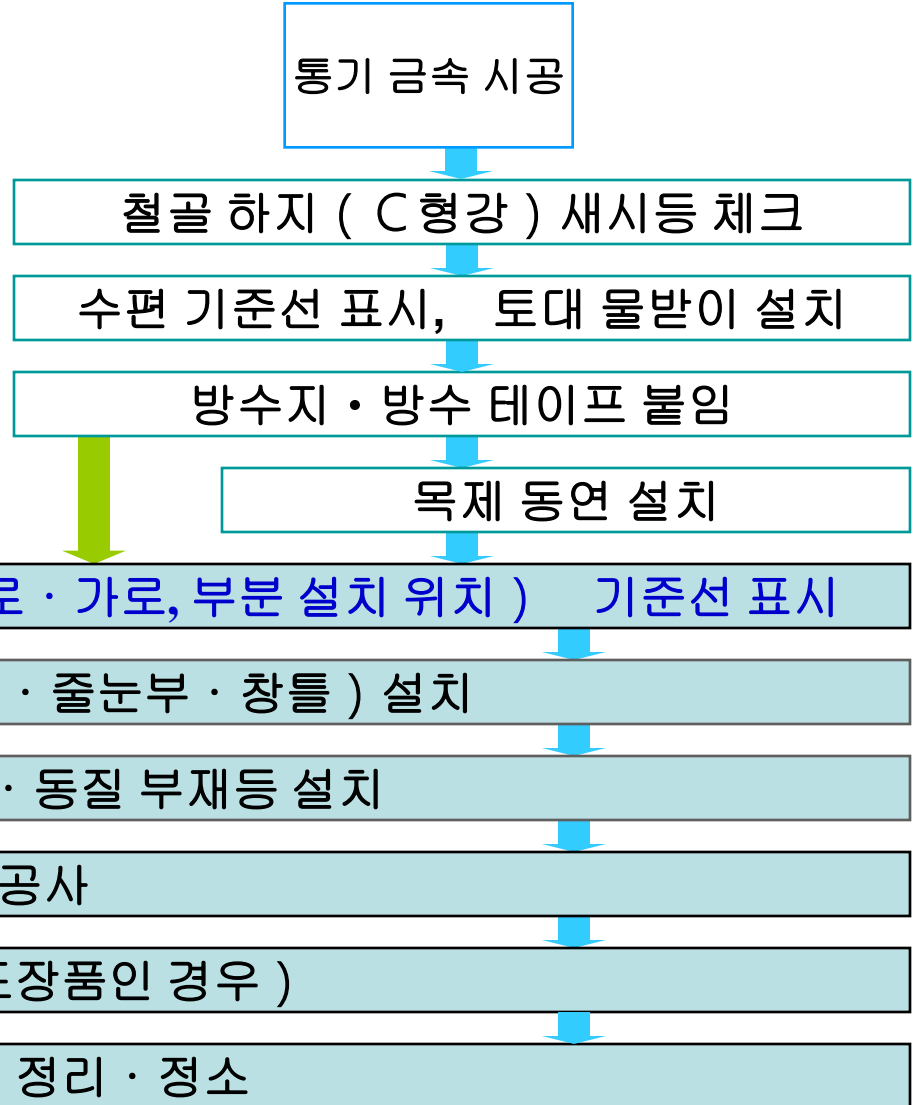 통기 금속 시공
철골 하지 ( C 형강 ) 새시등 체크
수편 기준선 표시, 토대 물받이 설치
방수지・방수 테이프 붙임
목제 동연 설치
로 · 가로, 부분 설치 위치 ) 기준선 표시
· 줄눈부 · 창틀 ) 설치
· 동질 부재등 설치
공사
도장품인 경우 )
정리 · 정소